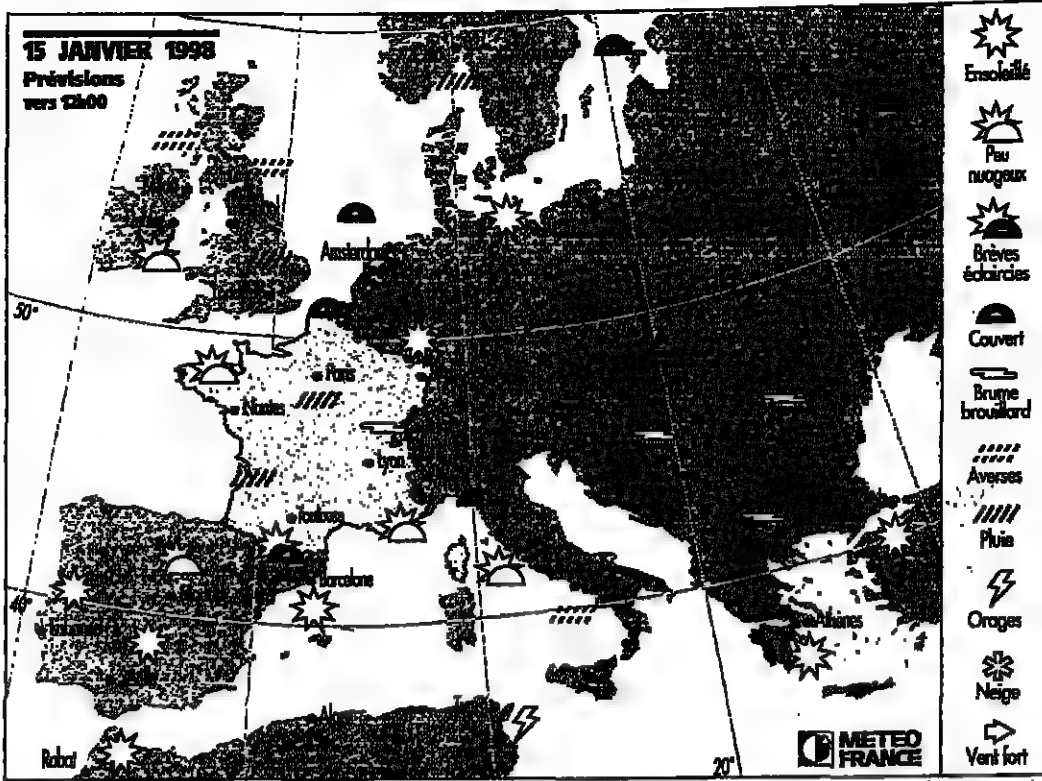 15 JANVIER 1998
Prévisions
vers 12h00
Amsterdam
50°
Paris
Nantes
Lyon
Toulouse
Barcelone
40°
Athènes
Rabat
20°
METEO
FRANCE
Ensoleillé
Peu
nuageux
Brèves
éclaircies
Couvert
Brume
brouillard
Averses
Pluie
Orages
Neige
Vent fort